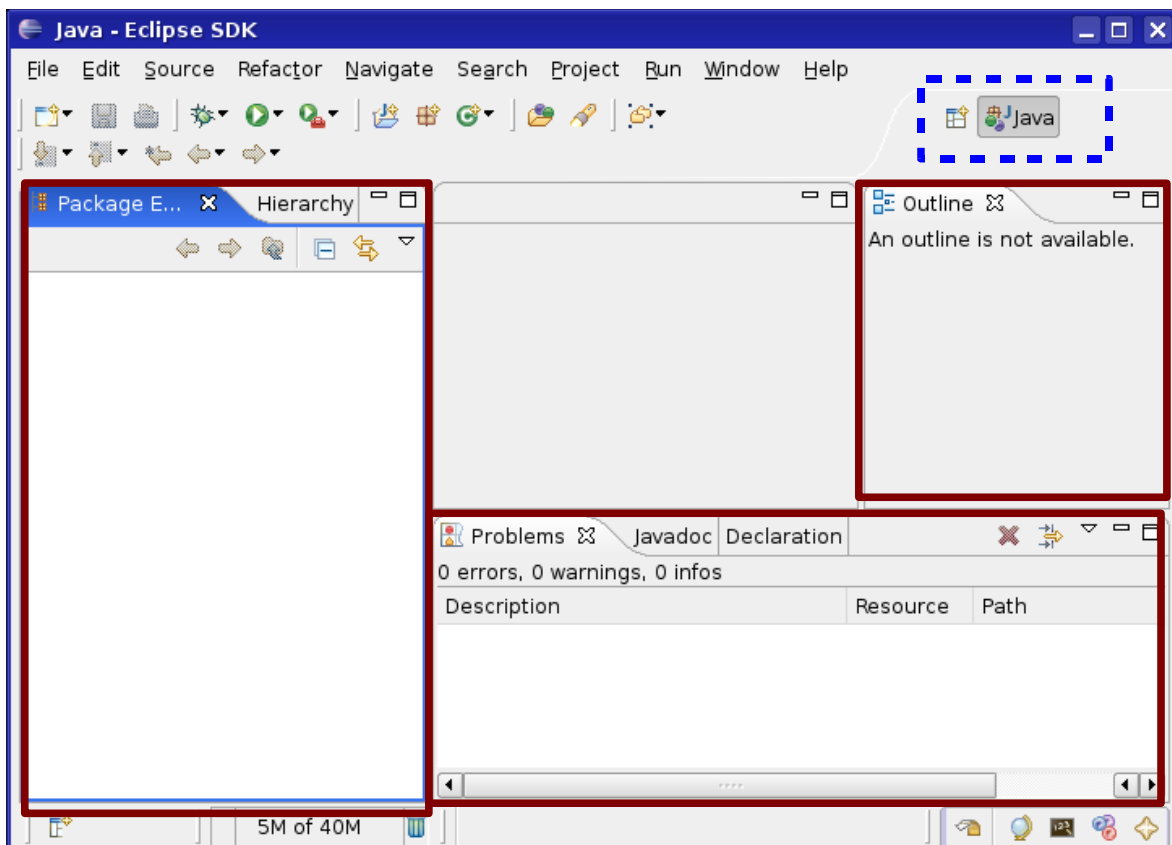 Java - Eclipse SDK
File Edit Source Refactor Navigate Search Project Run Window Help
Java
Package E... Hierarchy
Outline
An outline is not available.
Problems Javadoc Declaration
0 errors, 0 warnings, 0 infos
Description Resource Path
5M of 40M